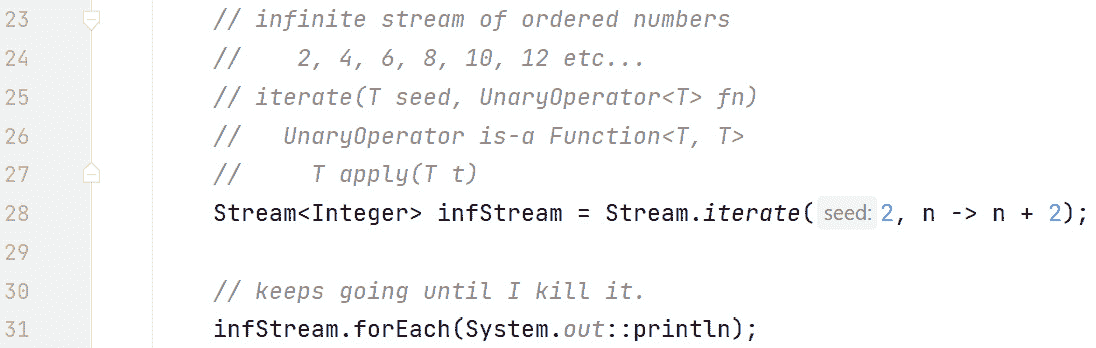 23 // infinite stream of ordered numbers
24 // 2, 4, 6, 8, 10, 12 etc...
25 // iterate(T seed, UnaryOperator<T> fn)
26 // UnaryOperator is-a Function<T, T>
27 // T apply(T t)
28 Stream<Integer> infStream = Stream.iterate( seed: 2, n -> n + 2);
29
30 // keeps going until I kill it.
31 infStream.forEach(System.out::println);